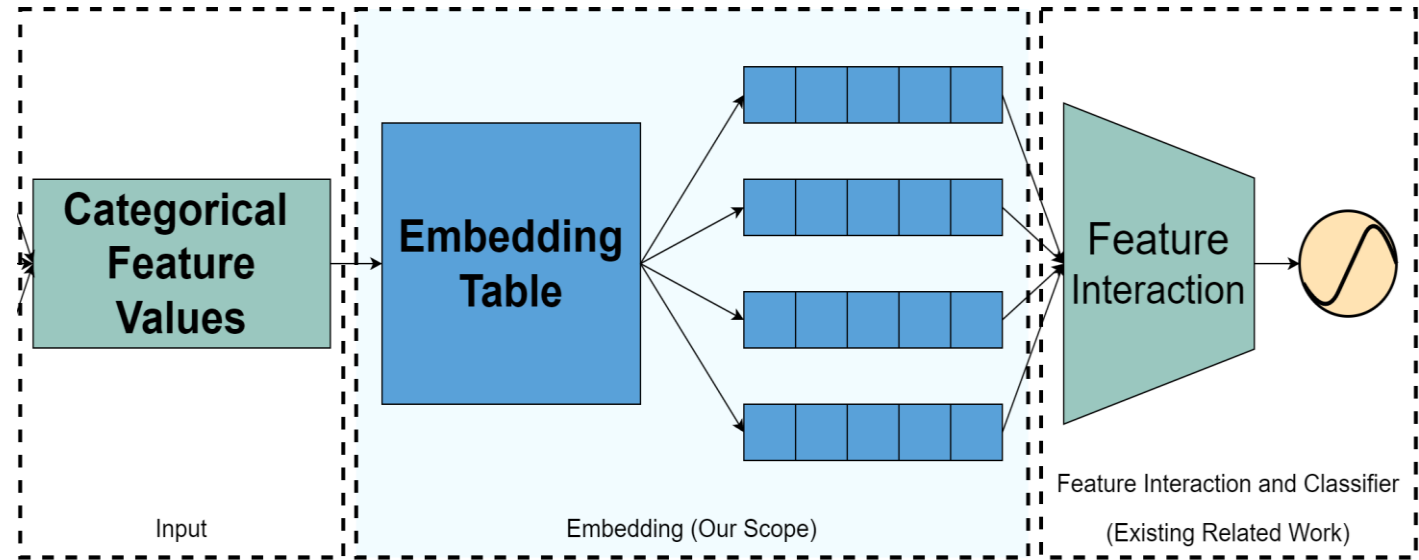 Categorical
Feature
Values
Input
Embedding
Table
Embedding (Our Scope)
Feature
Interaction
Feature Interaction and Classifier
(Existing Related Work)